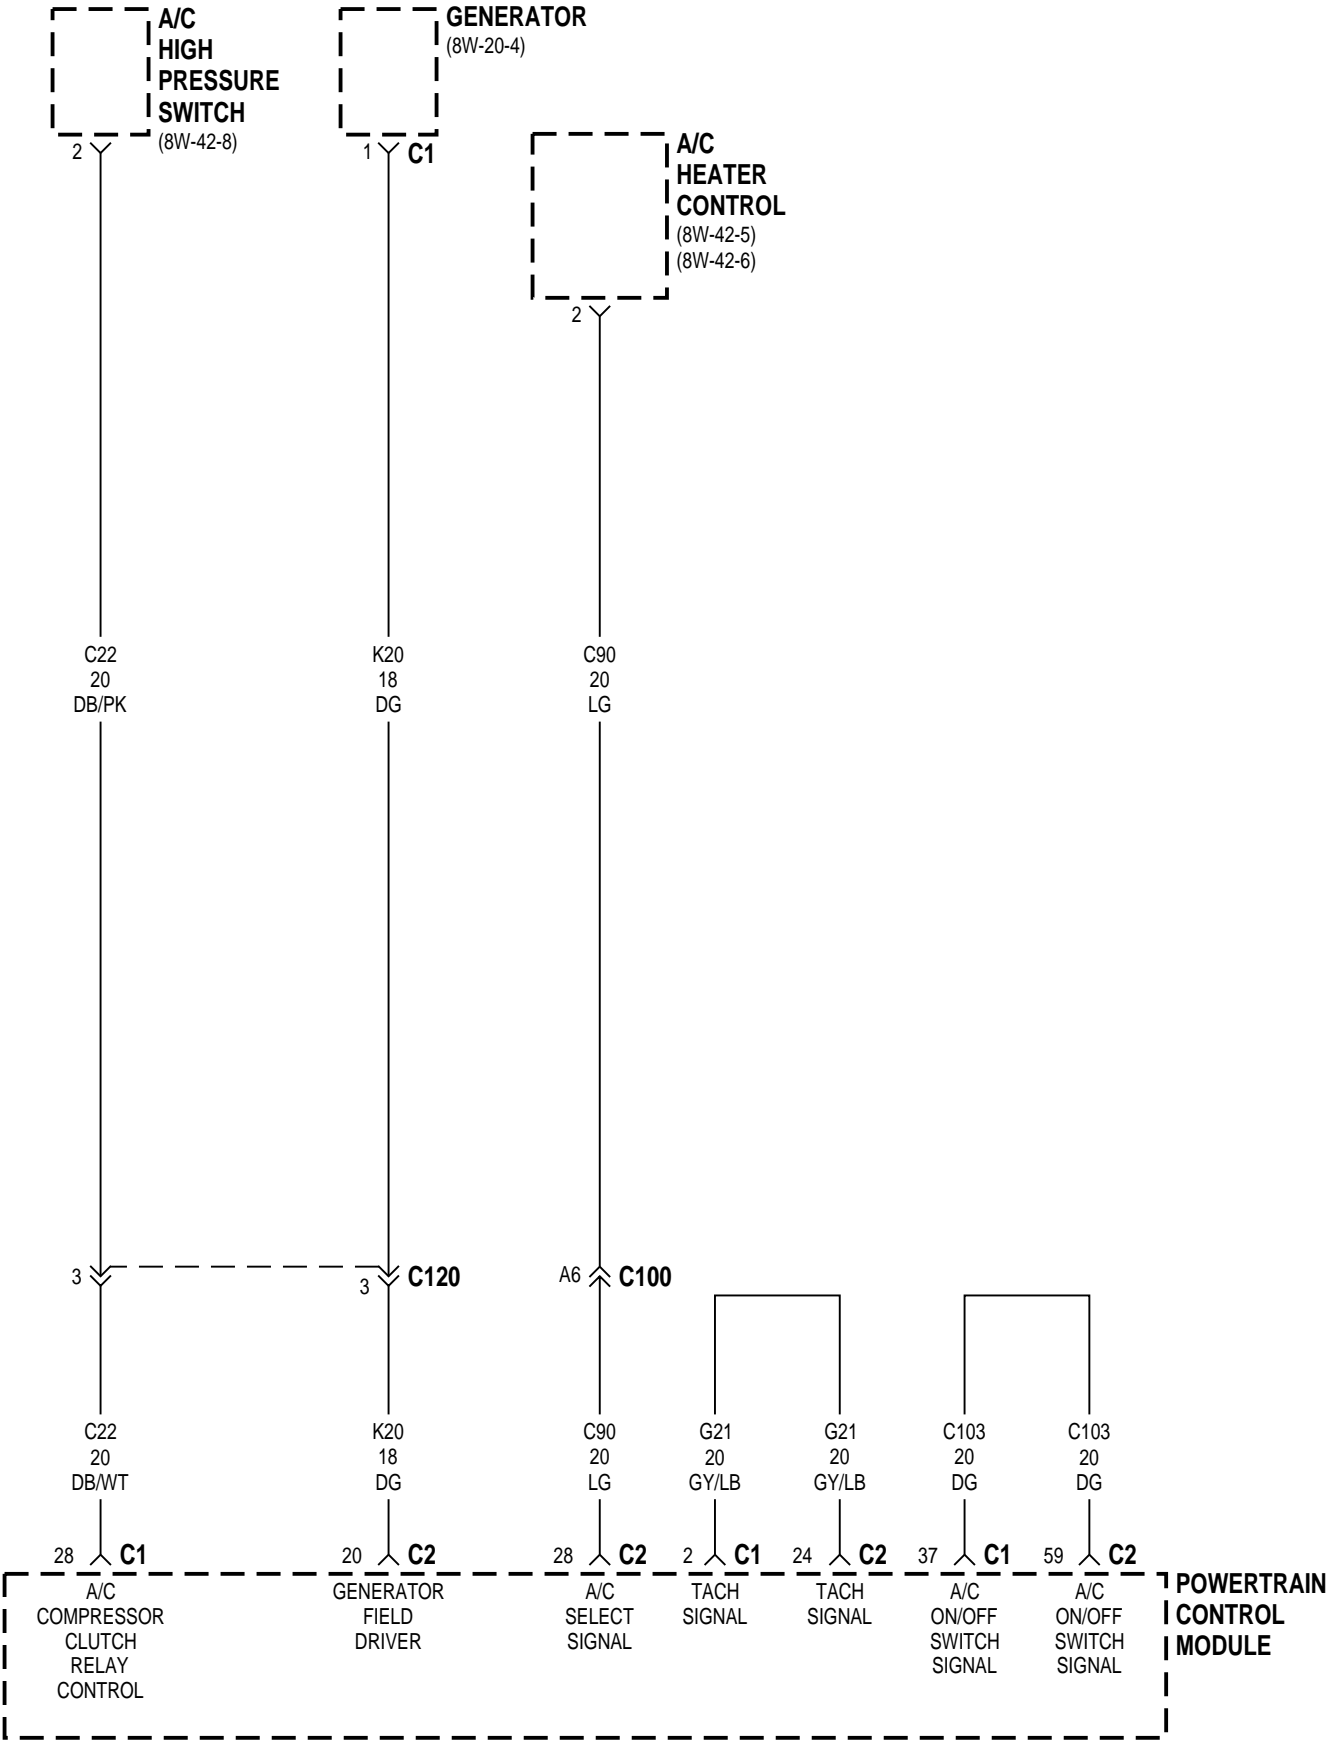 A/C
HIGH
PRESSURE
SWITCH
(8W-42-8)
2
GENERATOR
(8W-20-4)
1 C1
A/C
HEATER
CONTROL
(8W-42-5)
(8W-42-6)
2
C22
20
DB/PK
K20
18
DG
C90
20
LG
3
3 C120
A6 C100
C22
20
DB/WT
K20
18
DG
C90
20
LG
G21
20
GY/LB
G21
20
GY/LB
C103
20
DG
C103
20
DG
28 C1
20 C2
28 C2
2 C1
24 C2
37 C1
59 C2
A/C
COMPRESSOR
CLUTCH
RELAY
CONTROL
GENERATOR
FIELD
DRIVER
A/C
SELECT
SIGNAL
TACH
SIGNAL
TACH
SIGNAL
A/C
ON/OFF
SWITCH
SIGNAL
A/C
ON/OFF
SWITCH
SIGNAL
POWERTRAIN
CONTROL
MODULE